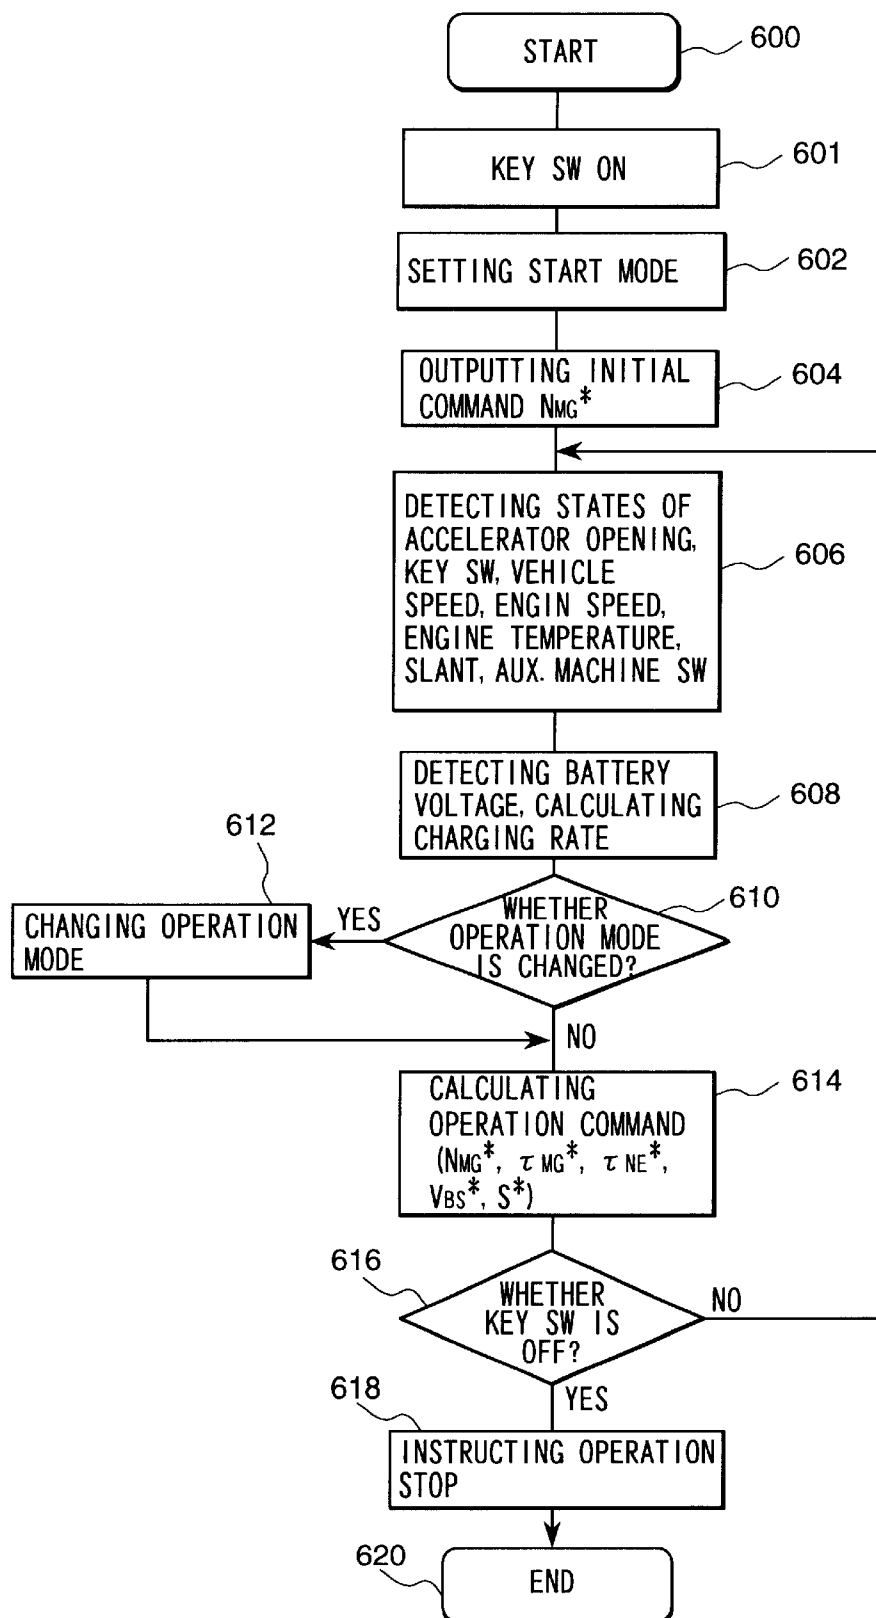 START
600
KEY SW ON
601
SETTING START MODE
602
OUTPUTTING INITIAL
COMMAND NMG*
604
DETECTING STATES OF
ACCELERATOR OPENING,
KEY SW, VEHICLE
SPEED, ENGIN SPEED,
ENGINE TEMPERATURE,
SLANT, AUX. MACHINE SW
606
DETECTING BATTERY
VOLTAGE, CALCULATING
CHARGING RATE
608
612
CHANGING OPERATION
MODE
YES
WHETHER
OPERATION MODE
IS CHANGED?
610
NO
CALCULATING
OPERATION COMMAND
(NMG*, τMG*, τNE*,
VBS*, S*)
614
616
WHETHER
KEY SW IS
OFF?
NO
YES
618
INSTRUCTING OPERATION
STOP
620
END